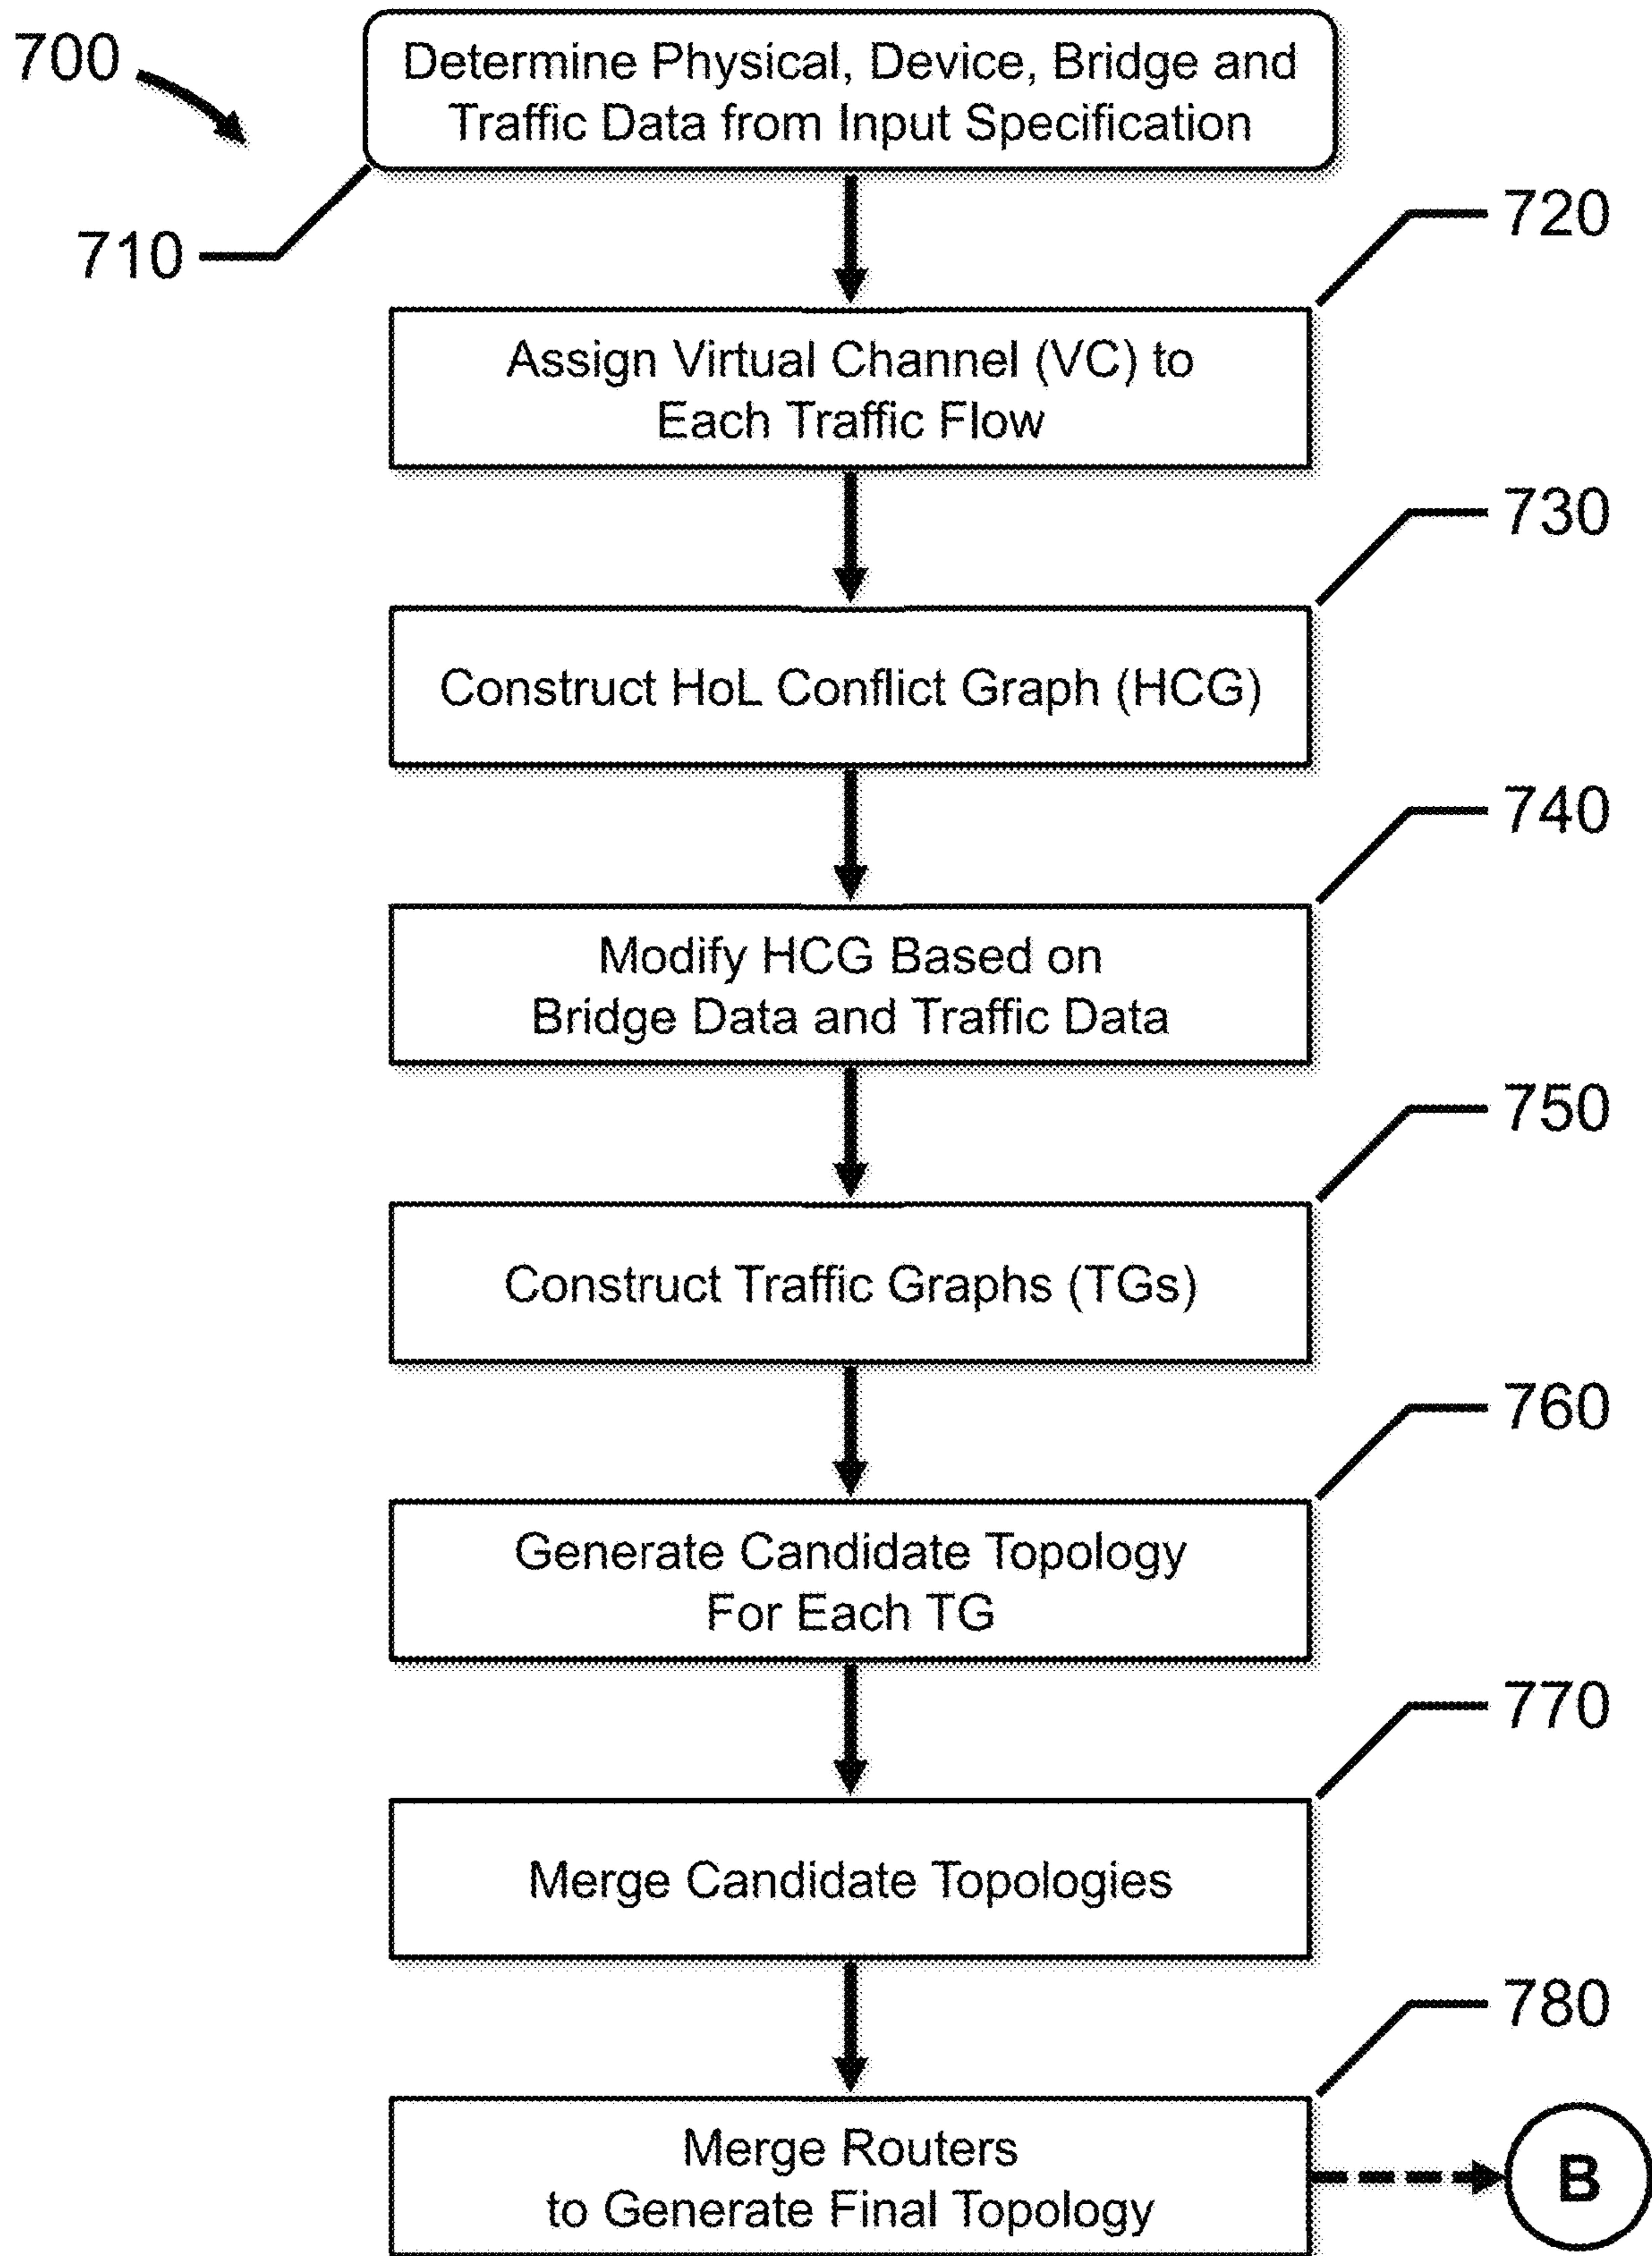 700
Determine Physical, Device, Bridge and
Traffic Data from Input Specification
710
720
Assign Virtual Channel (VC) to
Each Traffic Flow
730
Construct HoL Conflict Graph (HCG)
740
Modify HCG Based on
Bridge Data and Traffic Data
750
Construct Traffic Graphs (TGs)
760
Generate Candidate Topology
For Each TG
770
Merge Candidate Topologies
780
Merge Routers
to Generate Final Topology
B